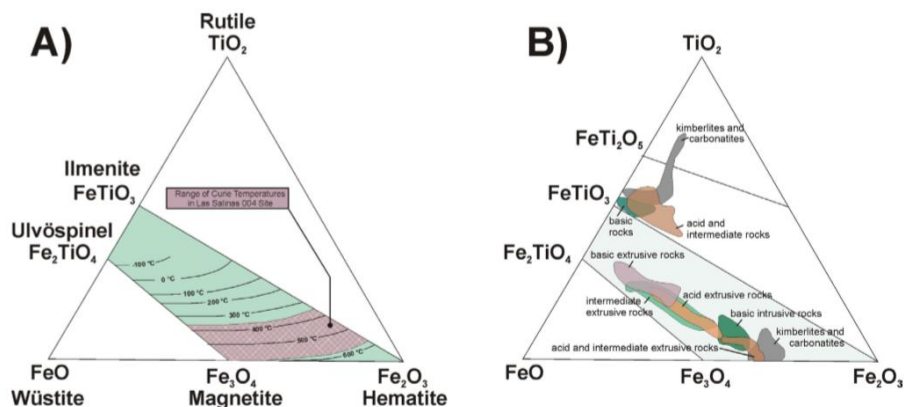 A)
Rutile
TiO₂
Ilmenite
FeTiO₃
Ulvöspinel
Fe₂TiO₄
Range of Curie Temperatures
in Las Salinas 004 Site
-100 °C
0 °C
100 °C
200 °C
300 °C
400 °C
500 °C
600 °C
FeO
Wüstite
Fe₃O₄
Magnetite
Fe₂O₃
Hematite
B)
TiO₂
FeTi₂O₅
kimberlites and
carbonatites
FeTiO₃
basic
rocks
acid and
intermediate rocks
Fe₂TiO₄
basic extrusive rocks
intermediate
extrusive rocks
acid extrusive rocks
basic intrusive rocks
kimberlites and
carbonatites
acid and intermediate extrusive rocks
FeO
Fe₃O₄
Fe₂O₃